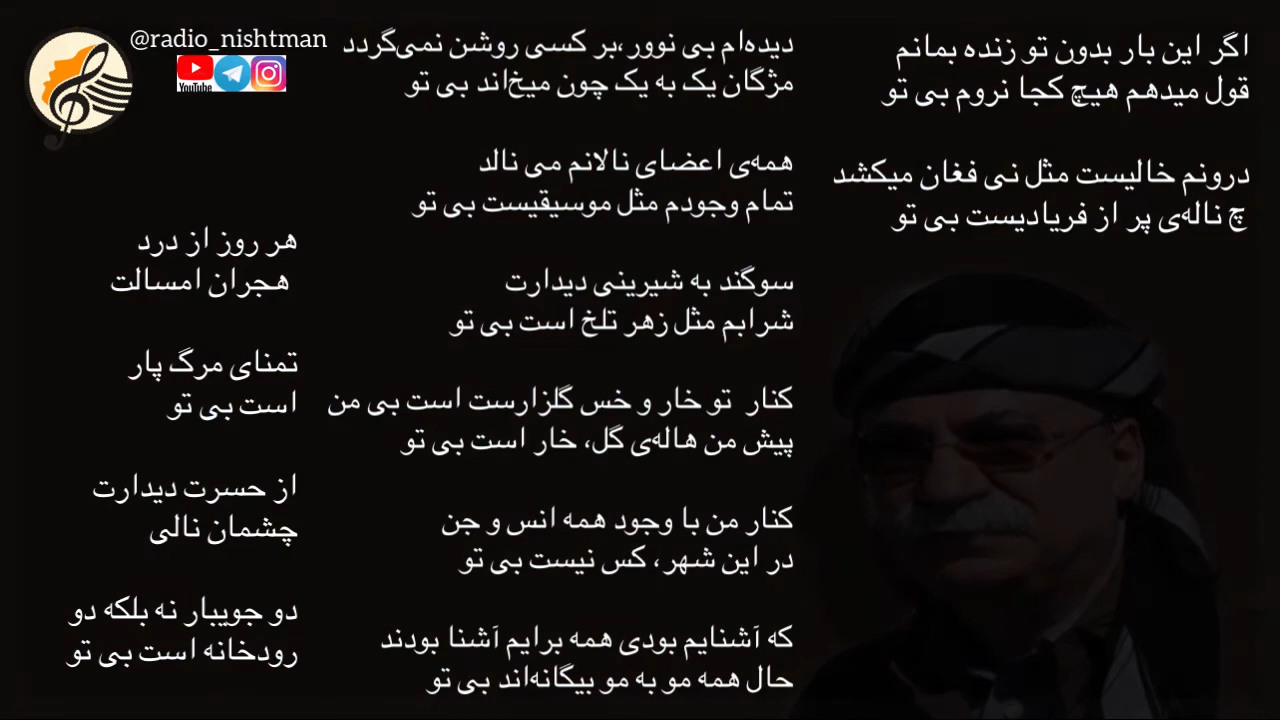 @radio_nishtman
YouTube
اگر این بار بدون تو زنده بمانم
قول میدهم هیچ کجا نروم بی تو
درونم خالیست مثل نی فغان میکشد
چ ناله‌ی پر از فریادیست بی تو
دیده‌ام بی نوور،بر کسی روشن نمی‌گردد
مژگان یک به یک چون میخ‌اند بی تو
همه‌ی اعضای نالانم می نالد
تمام وجودم مثل موسیقیست بی تو
سوگند به شیرینی دیدارت
شرابم مثل زهر تلخ است بی تو
کنار تو خار و خس گلزارست است بی من
پیش من هاله‌ی گل، خار است بی تو
کنار من با وجود همه انس و جن
در این شهر، کس نیست بی تو
که آشنایم بودی همه برایم آشنا بودند
حال همه مو به مو بیگانه‌اند بی تو
هر روز از درد
هجران امسالت
تمنای مرگ پار
است بی تو
از حسرت دیدارت
چشمان نالی
دو جویبار نه بلکه دو
رودخانه است بی تو